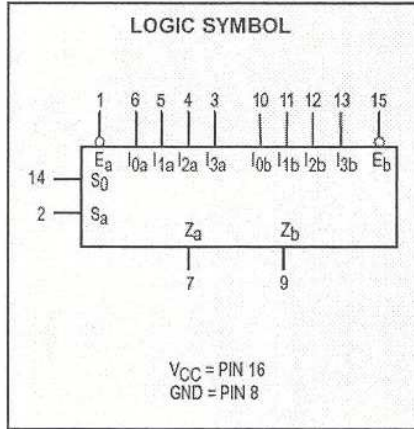 LOGIC SYMBOL
1 6 5 4 3 10 11 12 13 15
Ea I0a I1a I2a I3a I0b I1b I2b I3b Eb
14 S0
2 Sa
Za Zb
7 9
VCC = PIN 16
GND = PIN 8